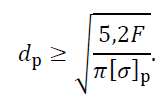 d_p ≥ √(5,2F / π[σ]_p).